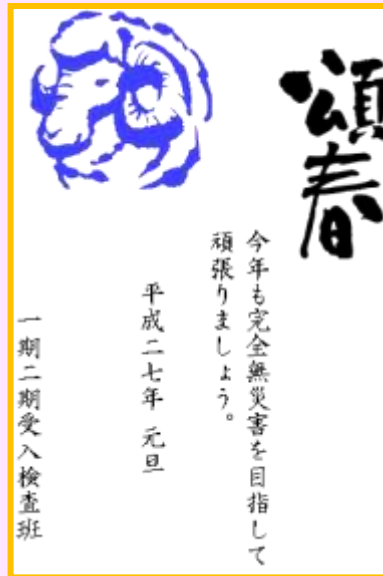 頌春
今年も完全無災害を目指して
頑張りましょう。
平成二七年 元旦
一期二期受入検査班